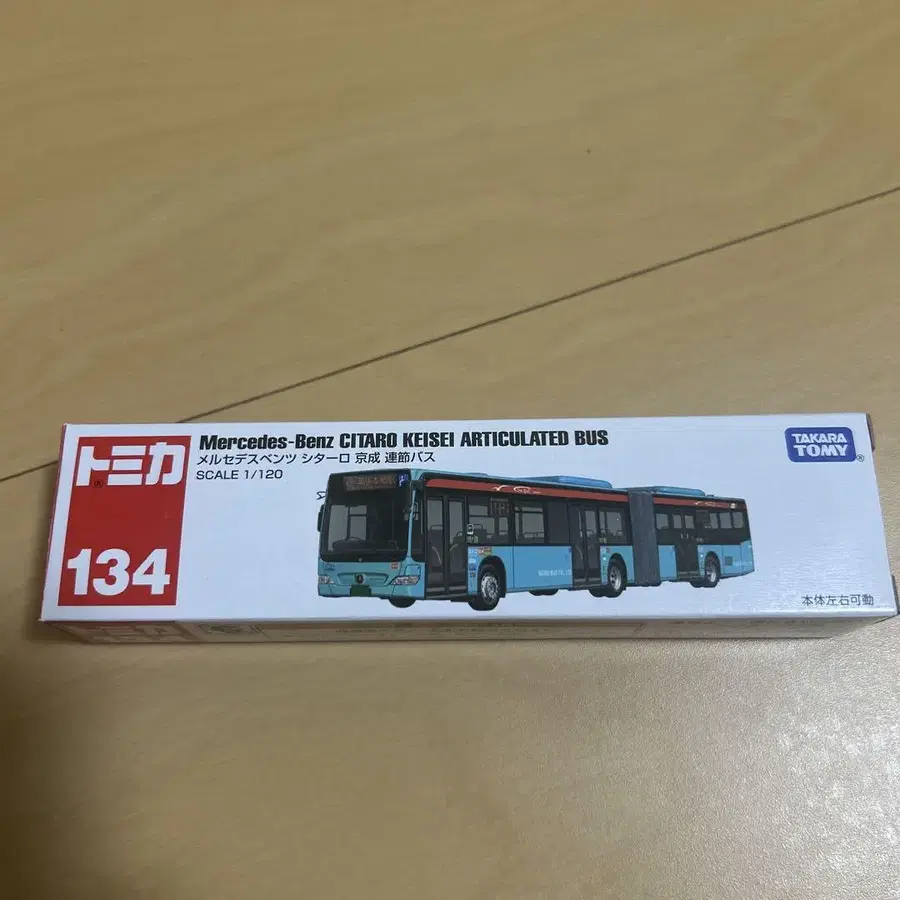 トミカ
®
134
Mercedes-Benz CITARO KEISEI ARTICULATED BUS
メルセデスベンツ シターロ 京成 連節バス
SCALE 1/120
TAKARA TOMY ®
本体左右可動